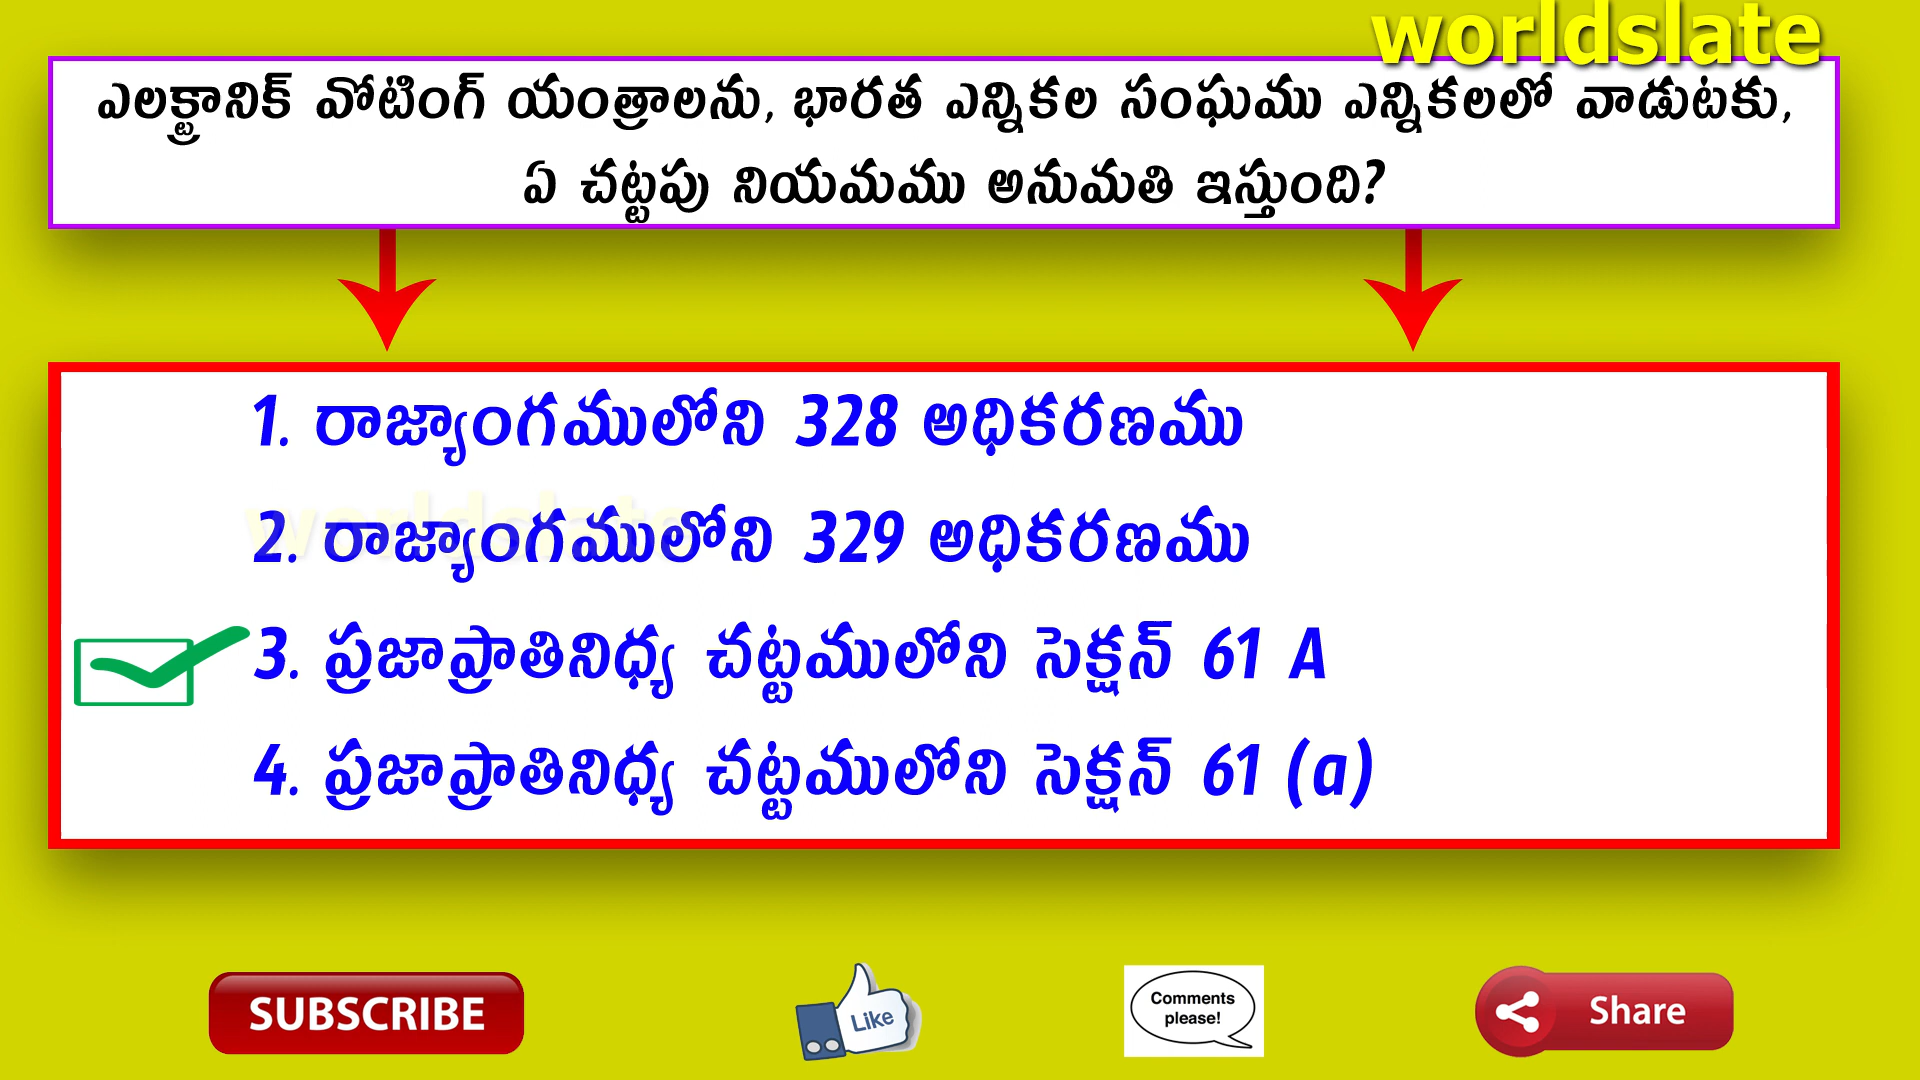 worldslate
ఎలక్ట్రానిక్ వోటింగ్ యంత్రాలను, భారత ఎన్నికల సంఘము ఎన్నికలలో వాడుటకు,
ఏ చట్టపు నియమము అనుమతి ఇస్తుంది?
1. రాజ్యాంగములోని 328 అధికరణము
worldslate
2. రాజ్యాంగములోని 329 అధికరణము
3. ప్రజాప్రాతినిధ్య చట్టములోని సెక్షన్ 61 A
4. ప్రజాప్రాతినిధ్య చట్టములోని సెక్షన్ 61 (a)
SUBSCRIBE
Like
Comments
please!
Share